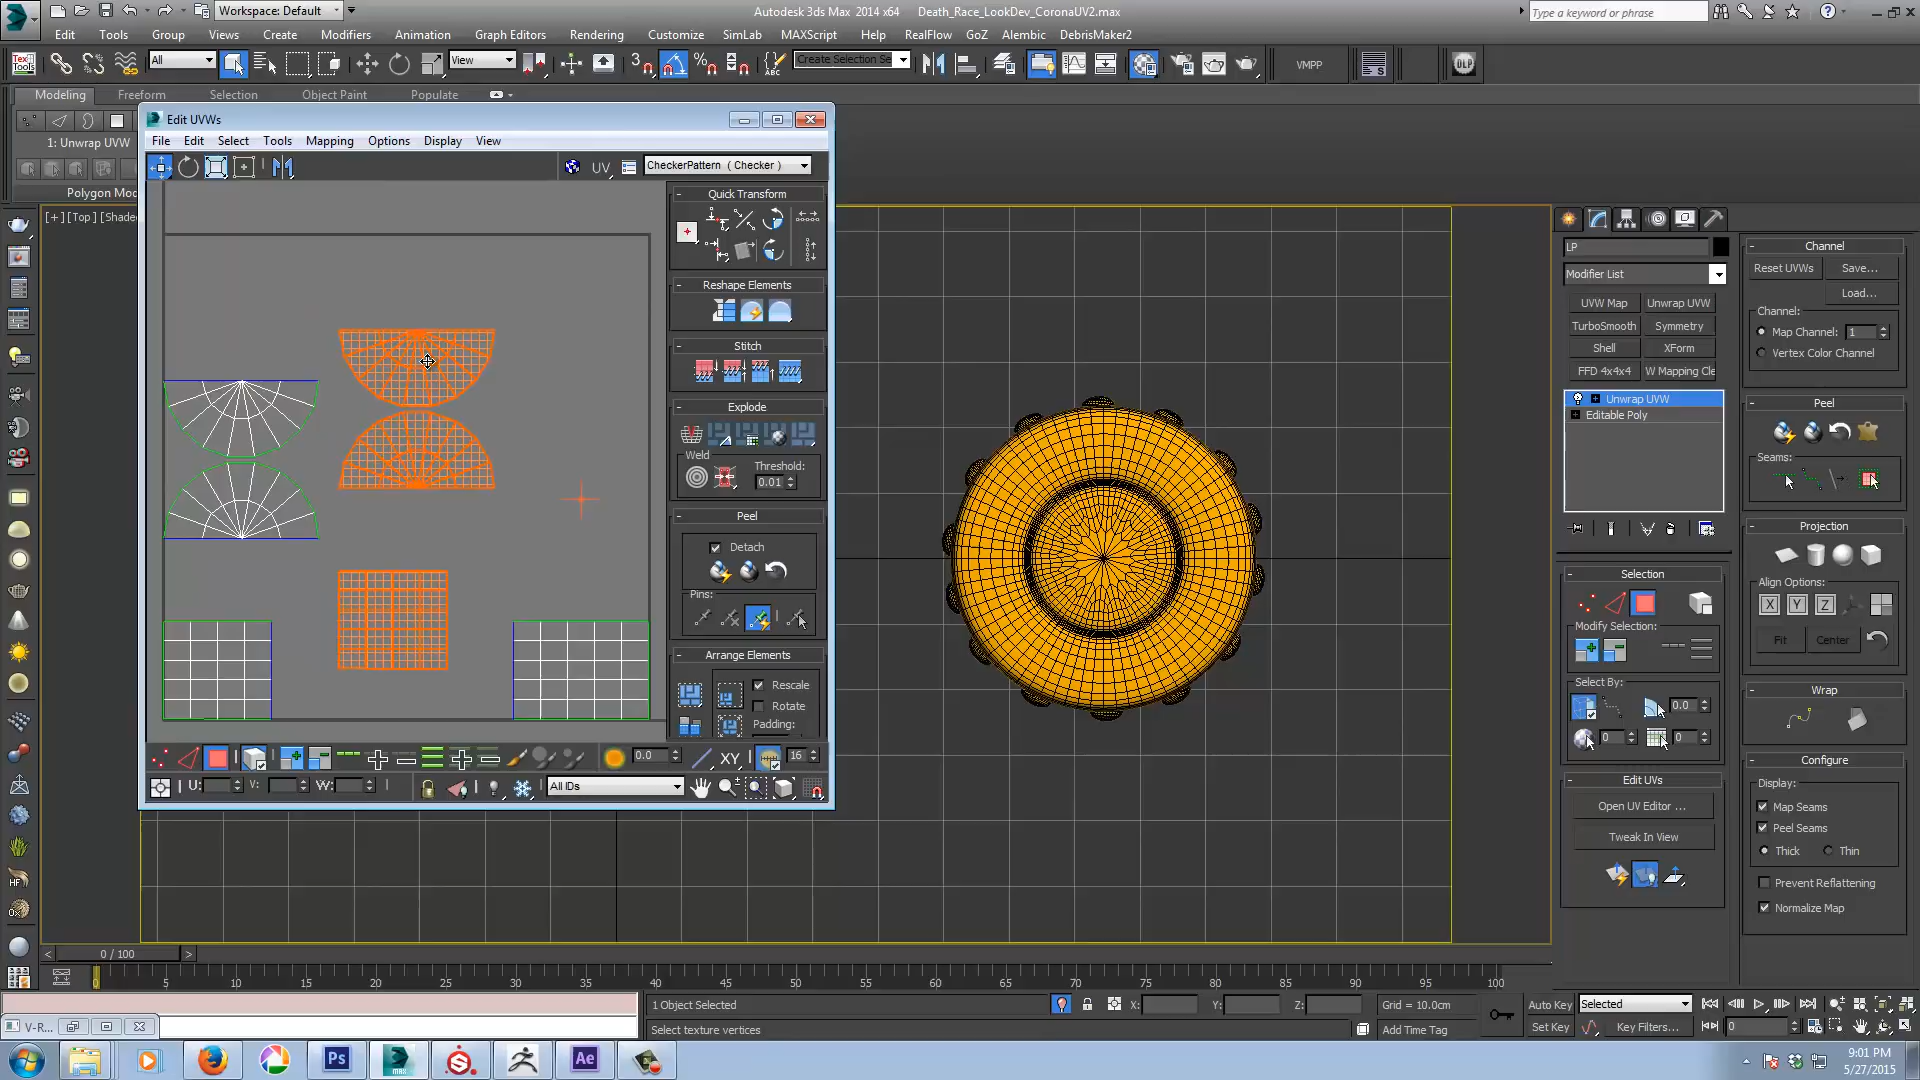 Workspace: Default
Autodesk 3ds Max 2014 x64
Death_Race_LookDev_CoronaUV2.max
Type a keyword or phrase
Edit Tools Group Views Create Modifiers Animation Graph Editors Rendering Customize SimLab MAXScript Help RealFlow GoZ Alembic DebrisMaker2
All
View
Create Selection Se
VMPP
DLP
Modeling Freeform Selection Object Paint Populate
1: Unwrap UVW
Polygon Mod
[+] [Top] [Shade
Edit UVWs
File Edit Select Tools Mapping Options Display View
UV
CheckerPattern ( Checker )
Quick Transform
Reshape Elements
Stitch
Explode
Weld
Threshold:
0.01
Peel
Detach
Pins:
Arrange Elements
Rescale
Rotate
Padding:
0.0
XY
16
U: V: W:
All IDs
LP
Modifier List
UVW Map Unwrap UVW
TurboSmooth Symmetry
Shell XForm
FFD 4x4x4 W Mapping Cle
Unwrap UVW
Editable Poly
Selection
Modify Selection:
Select By:
0.0
0 0
Edit UVs
Open UV Editor ...
Tweak In View
Channel
Reset UVWs Save...
Load...
Channel:
Map Channel: 1
Vertex Color Channel
Peel
Seams:
Projection
Align Options:
X Y Z
Fit Center
Wrap
Configure
Display:
Map Seams
Peel Seams
Thick Thin
Prevent Reflattening
Normalize Map
0 / 100
0 5 10 15 20 25 30 35 40 45 50 55 60 65 70 75 80 85 90 95 100
1 Object Selected
X: Y: Z:
Grid = 10.0cm
Auto Key
Selected
V-R...
Select texture vertices
Add Time Tag
Set Key
Key Filters...
0
Ps
MAX
Ae
9:01 PM
5/27/2015